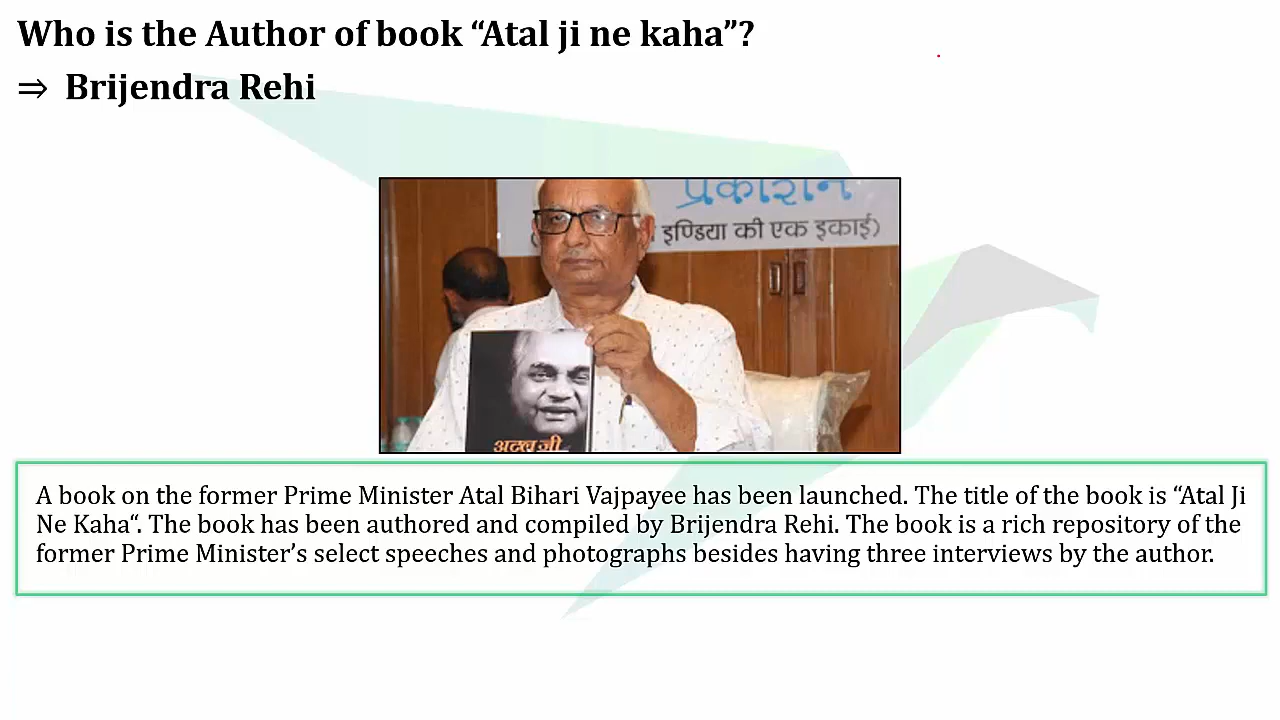 Who is the Author of book “Atal ji ne kaha”?
⇒ Brijendra Rehi
प्रकाशन
इण्डिया की एक इकाई)
अटल जी
A book on the former Prime Minister Atal Bihari Vajpayee has been launched. The title of the book is “Atal Ji
Ne Kaha“. The book has been authored and compiled by Brijendra Rehi. The book is a rich repository of the
former Prime Minister’s select speeches and photographs besides having three interviews by the author.